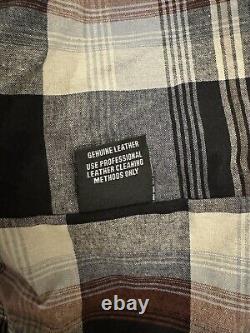 GENUINE LEATHER
USE PROFESSIONAL
LEATHER CLEANING
METHODS ONLY